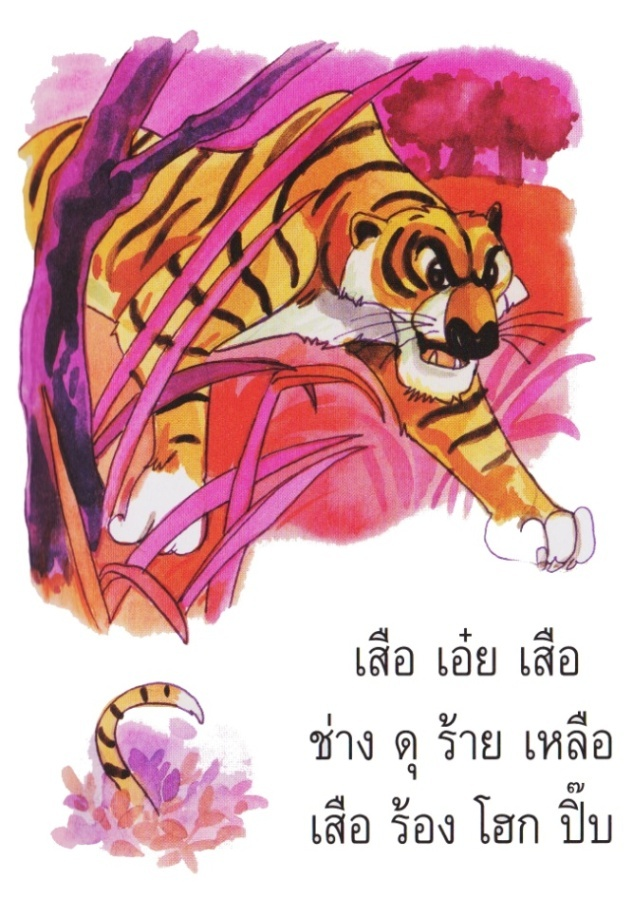 เสือ เอ๋ย เสือ
ช่าง ดุ ร้าย เหลือ
เสือ ร้อง โฮก ปิ๊บ